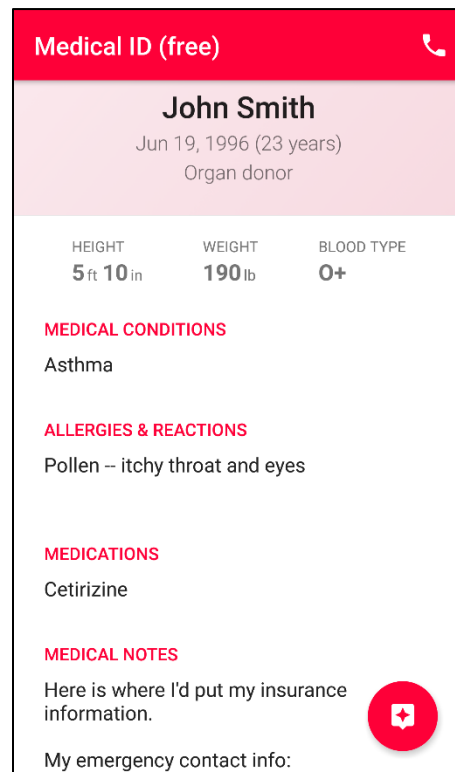 Medical ID (free)
John Smith
Jun 19, 1996 (23 years)
Organ donor
HEIGHT WEIGHT BLOOD TYPE
5 ft 10 in 190 lb O+
MEDICAL CONDITIONS
Asthma
ALLERGIES & REACTIONS
Pollen -- itchy throat and eyes
MEDICATIONS
Cetirizine
MEDICAL NOTES
Here is where I'd put my insurance
information.
My emergency contact info: